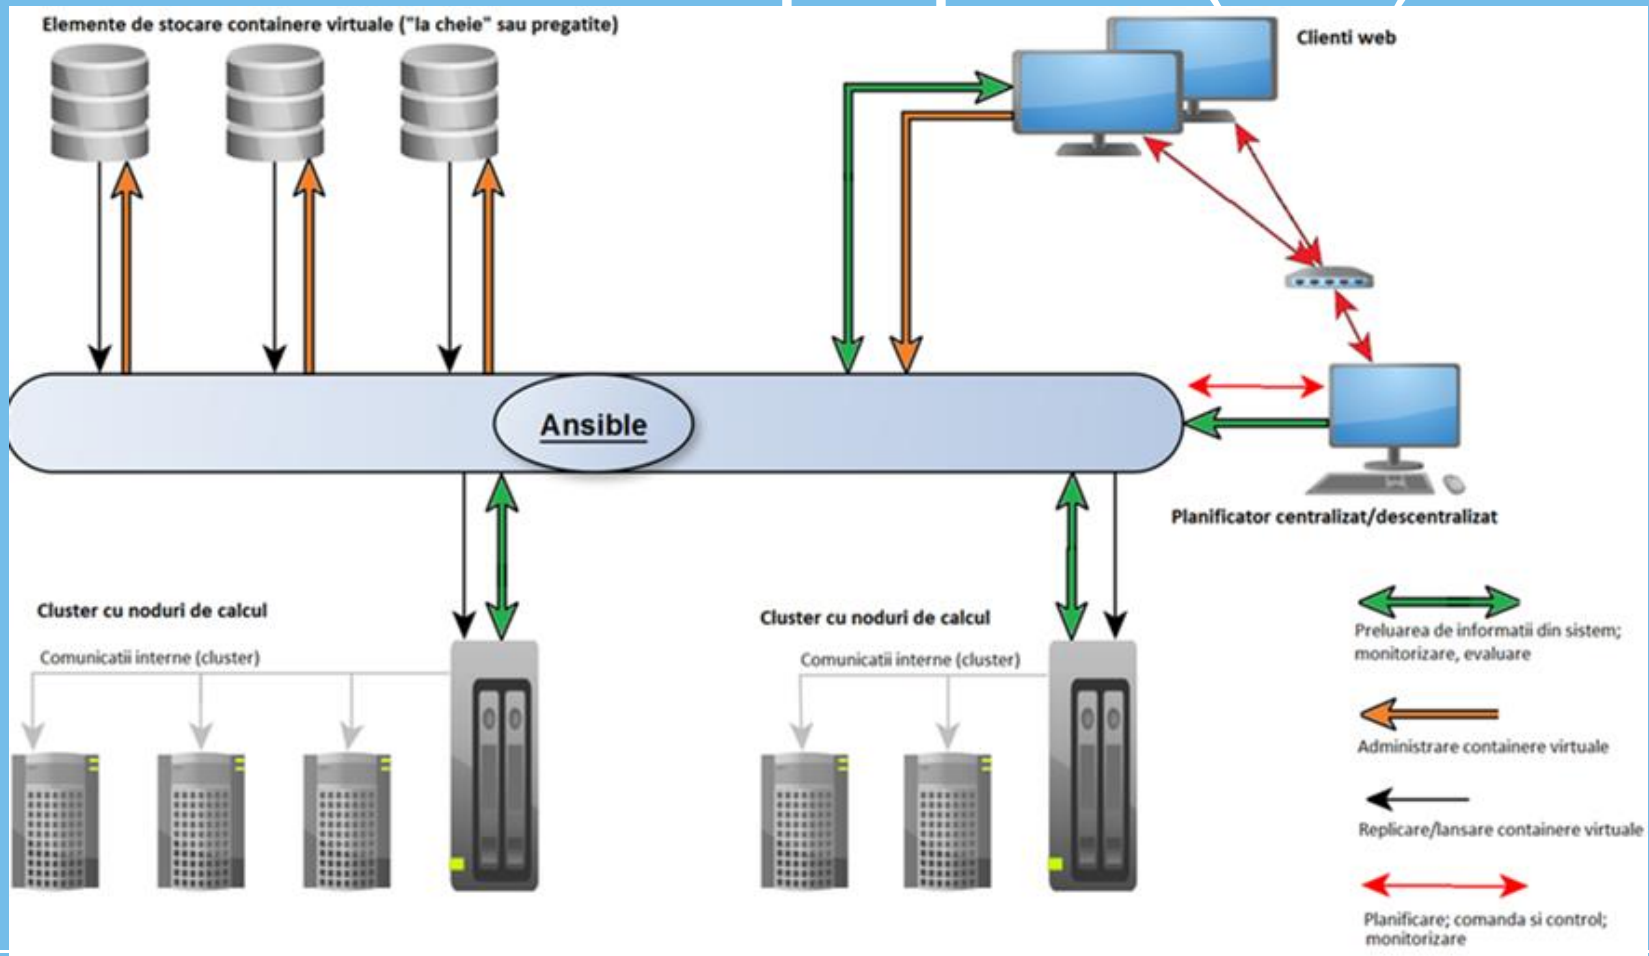 Elemente de stocare containere virtuale ("la cheie" sau pregatite)
Clienti web
Ansible
Planificator centralizat/descentralizat
Cluster cu noduri de calcul
Comunicatii interne (cluster)
Cluster cu noduri de calcul
Comunicatii interne (cluster)
Preluarea de informatii din sistem;
monitorizare, evaluare
Administrare containere virtuale
Replicare/lansare containere virtuale
Planificare; comanda si control;
monitorizare